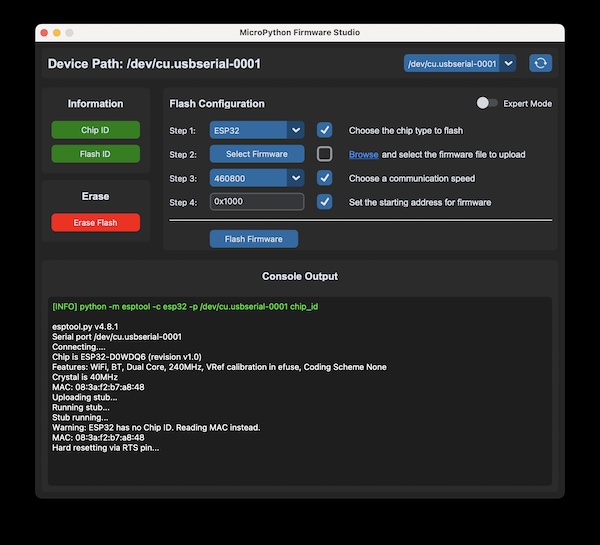 MicroPython Firmware Studio
Device Path: /dev/cu.usbserial-0001
/dev/cu.usbserial-0001
Information
Chip ID
Flash ID
Erase
Erase Flash
Flash Configuration
Expert Mode
Step 1: ESP32 Choose the chip type to flash
Step 2: Select Firmware Browse and select the firmware file to upload
Step 3: 460800 Choose a communication speed
Step 4: 0x1000 Set the starting address for firmware
Flash Firmware
Console Output
[INFO] python -m esptool -c esp32 -p /dev/cu.usbserial-0001 chip_id
esptool.py v4.8.1
Serial port /dev/cu.usbserial-0001
Connecting....
Chip is ESP32-D0WDQ6 (revision v1.0)
Features: WiFi, BT, Dual Core, 240MHz, VRef calibration in efuse, Coding Scheme None
Crystal is 40MHz
MAC: 08:3a:f2:b7:a8:48
Uploading stub...
Running stub...
Stub running...
Warning: ESP32 has no Chip ID. Reading MAC instead.
MAC: 08:3a:f2:b7:a8:48
Hard resetting via RTS pin...